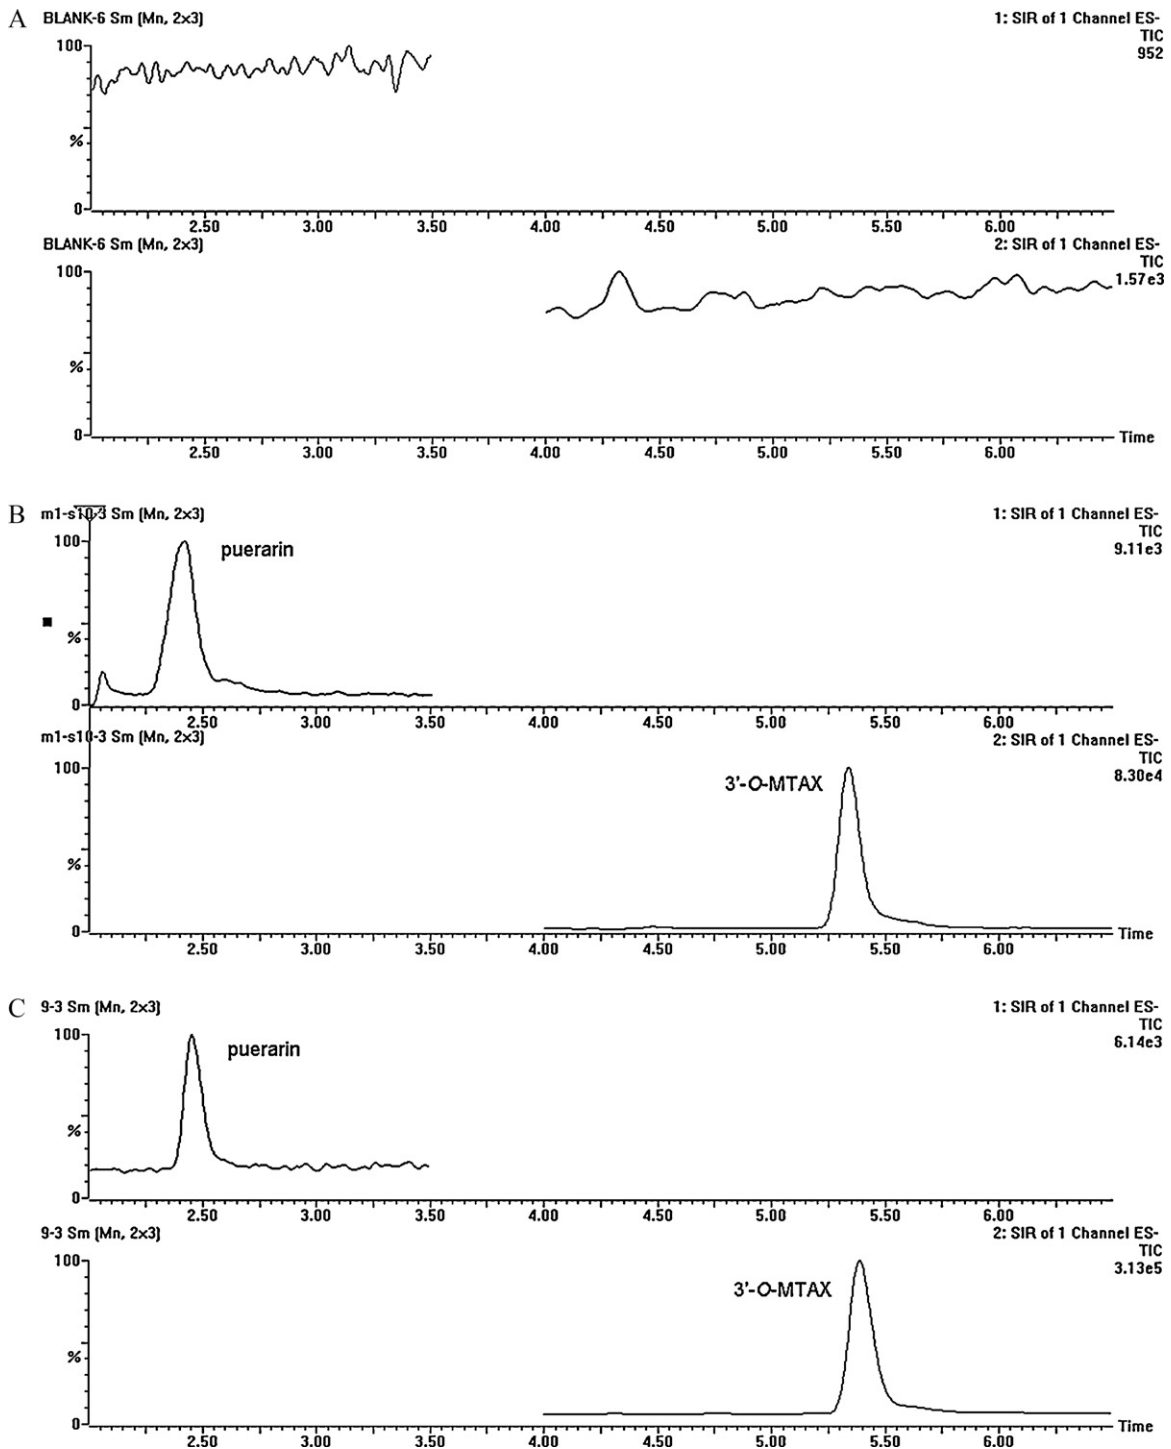 A BLANK-6 Sm (Mn, 2x3) 1: SIR of 1 Channel ES-
TIC
952
100
%
0
2.50 3.00 3.50 4.00 4.50 5.00 5.50 6.00
BLANK-6 Sm (Mn, 2x3) 2: SIR of 1 Channel ES-
TIC
100 1.57e3
%
0 Time
2.50 3.00 3.50 4.00 4.50 5.00 5.50 6.00
B m1-s10-3 Sm (Mn, 2x3) 1: SIR of 1 Channel ES-
TIC
100 puerarin 9.11e3
%
0
2.50 3.00 3.50 4.00 4.50 5.00 5.50 6.00
m1-s10-3 Sm (Mn, 2x3) 2: SIR of 1 Channel ES-
TIC
100 3'-O-MTAX 8.30e4
%
0 Time
2.50 3.00 3.50 4.00 4.50 5.00 5.50 6.00
C 9-3 Sm (Mn, 2x3) 1: SIR of 1 Channel ES-
TIC
100 puerarin 6.14e3
%
0
2.50 3.00 3.50 4.00 4.50 5.00 5.50 6.00
9-3 Sm (Mn, 2x3) 2: SIR of 1 Channel ES-
TIC
100 3'-O-MTAX 3.13e5
%
0 Time
2.50 3.00 3.50 4.00 4.50 5.00 5.50 6.00